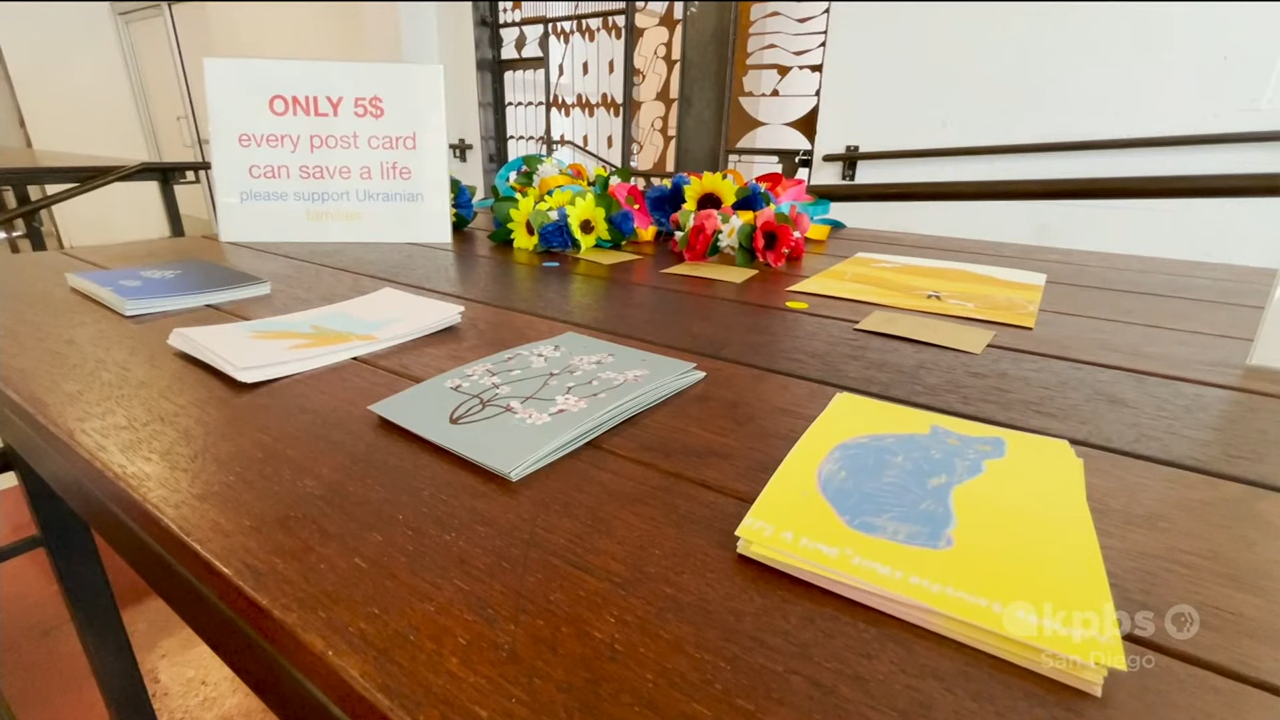 ONLY 5$
every post card
can save a life
please support Ukrainian
families
kpbs
San Diego